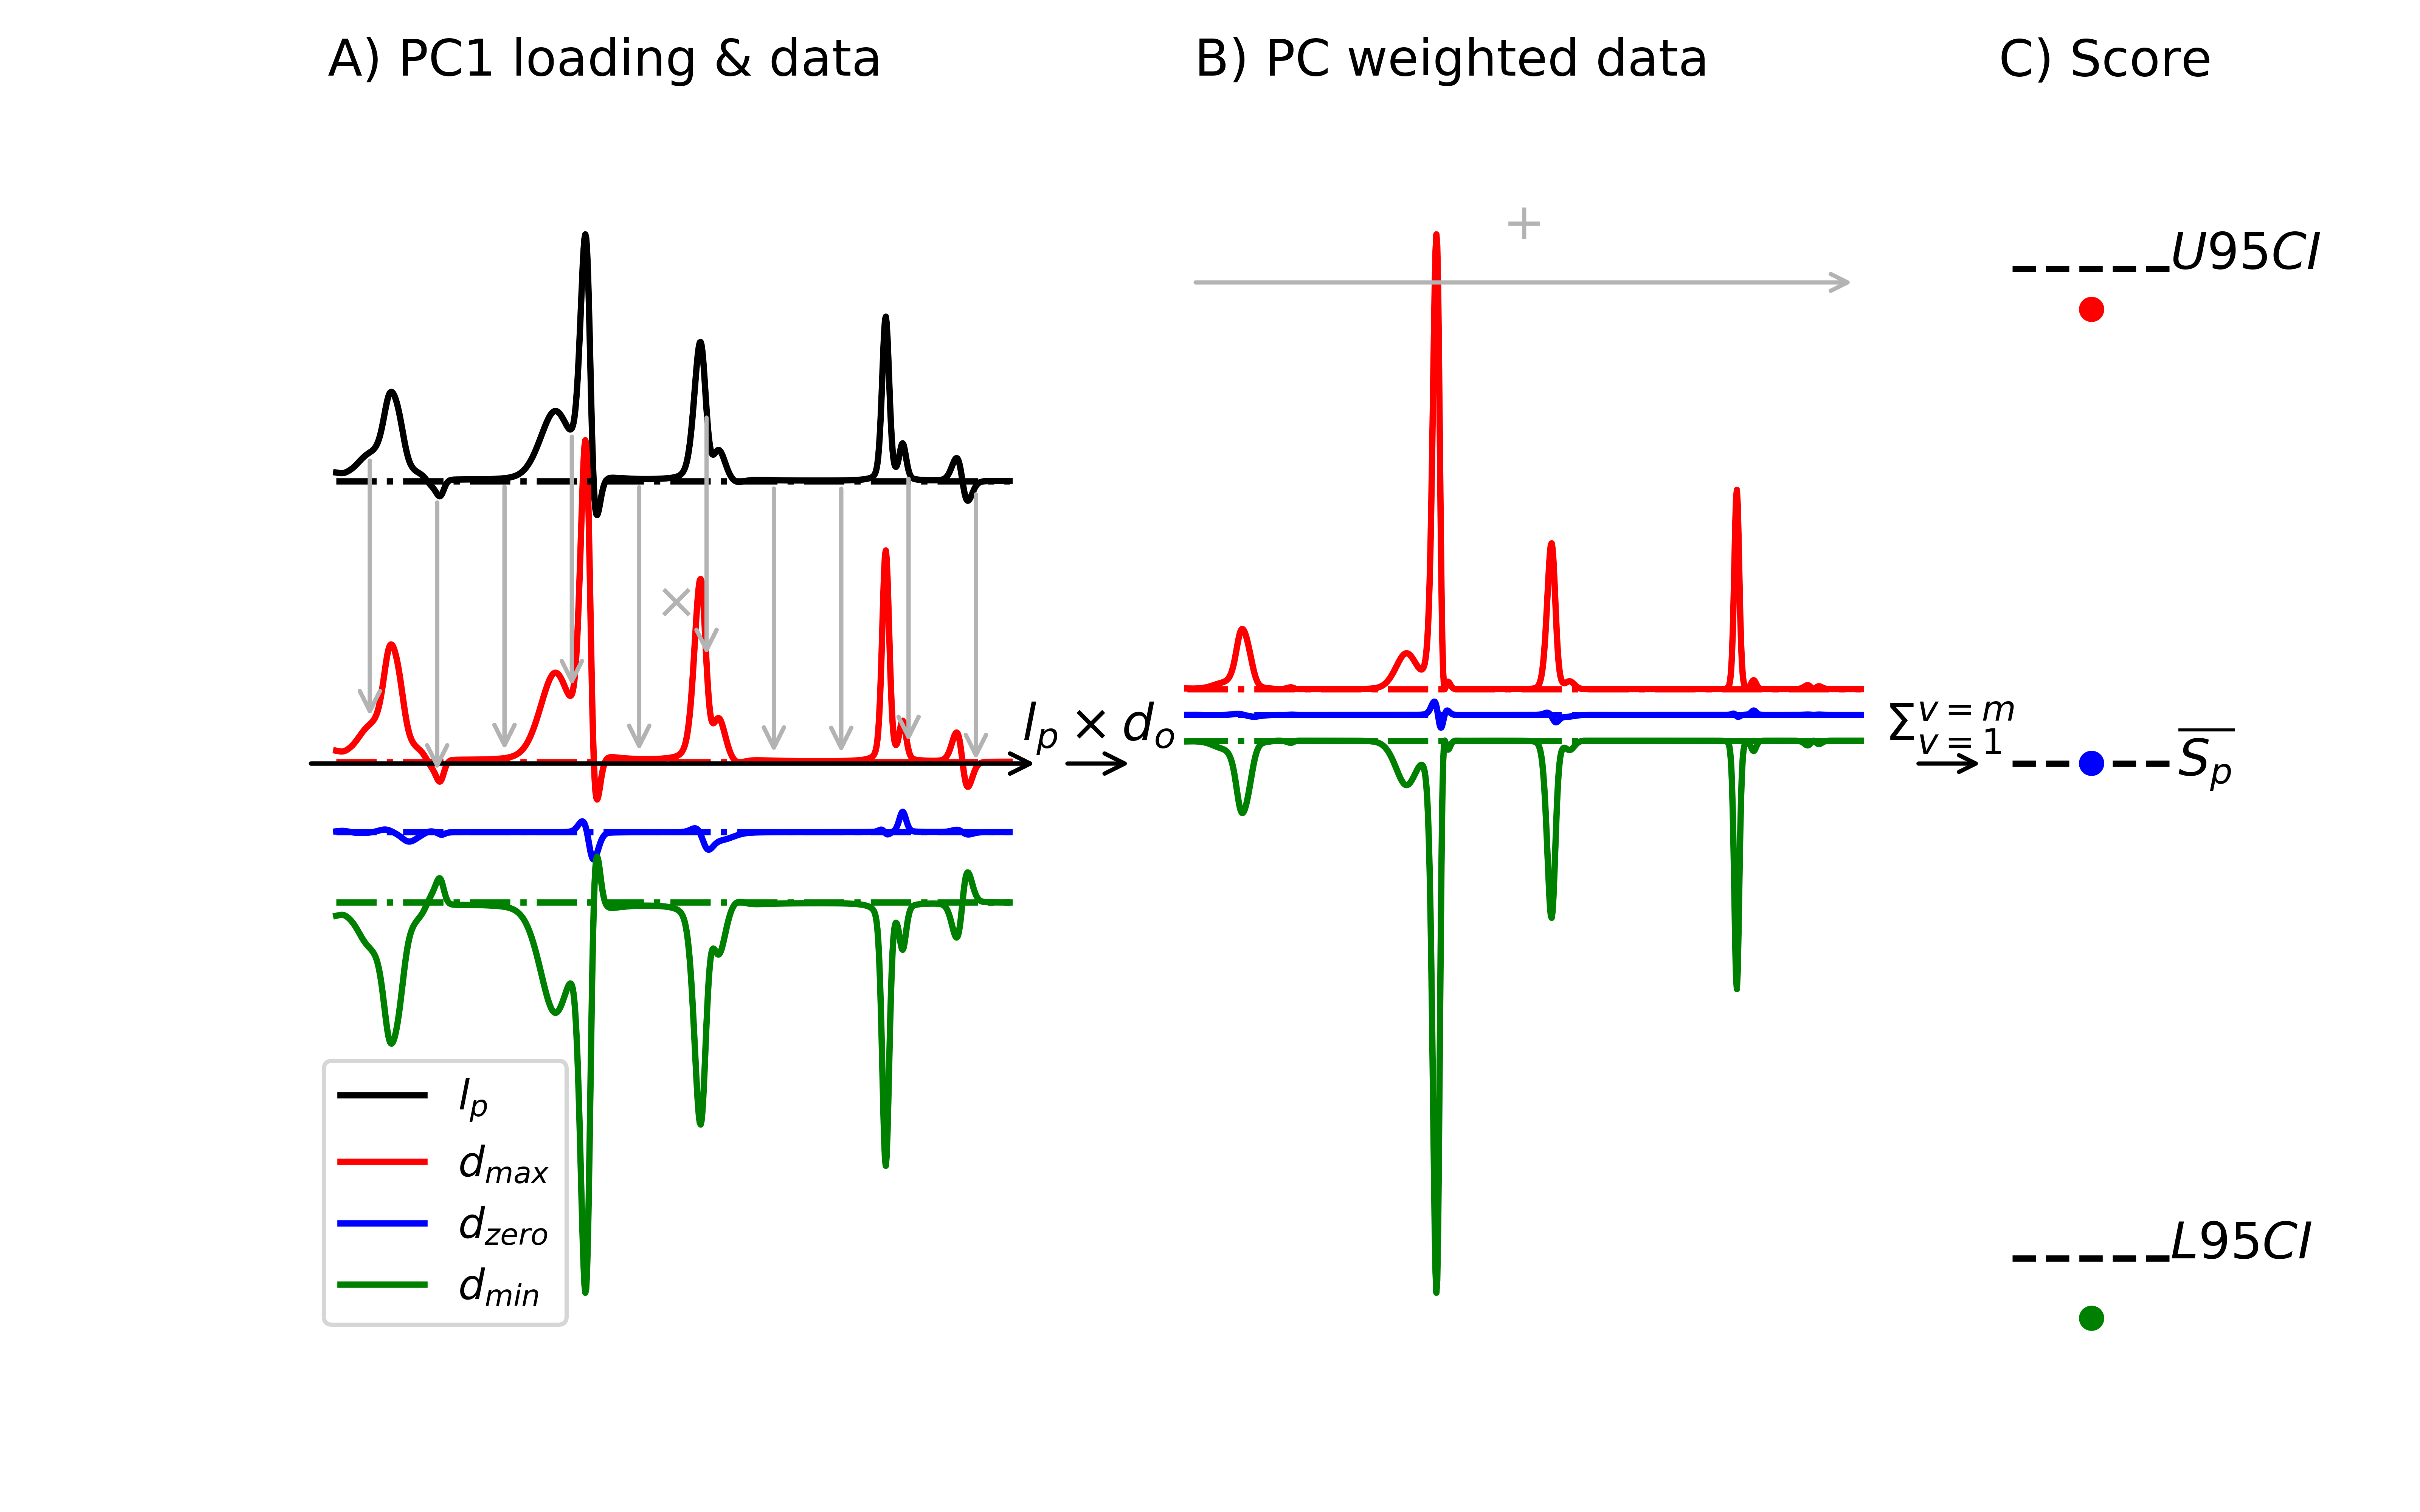 A) PC1 loading & data
B) PC weighted data
C) Score
+
U95CI
×
l_p × d_o
Σ_{v=1}^{v=m}
S̅_p
l_p
d_max
d_zero
d_min
L95CI